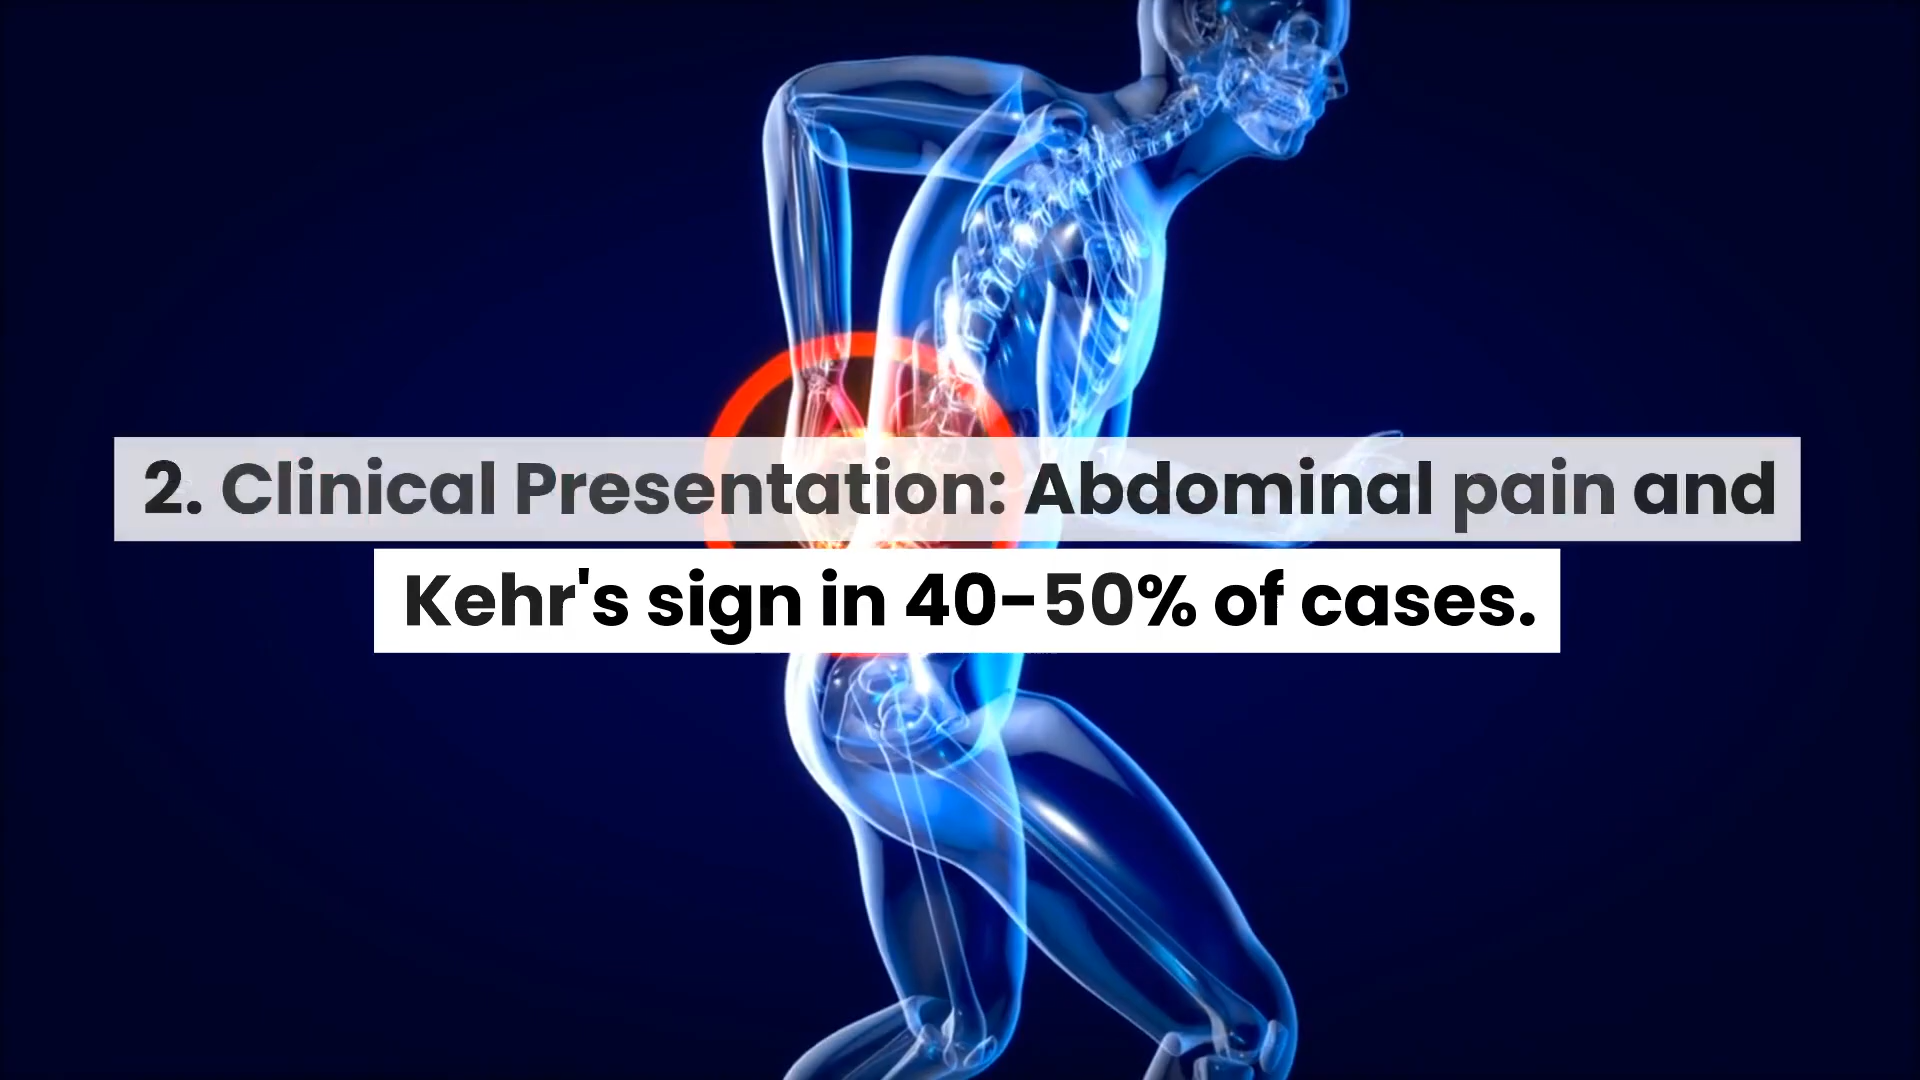 2. Clinical Presentation: Abdominal pain and
Kehr's sign in 40–50% of cases.